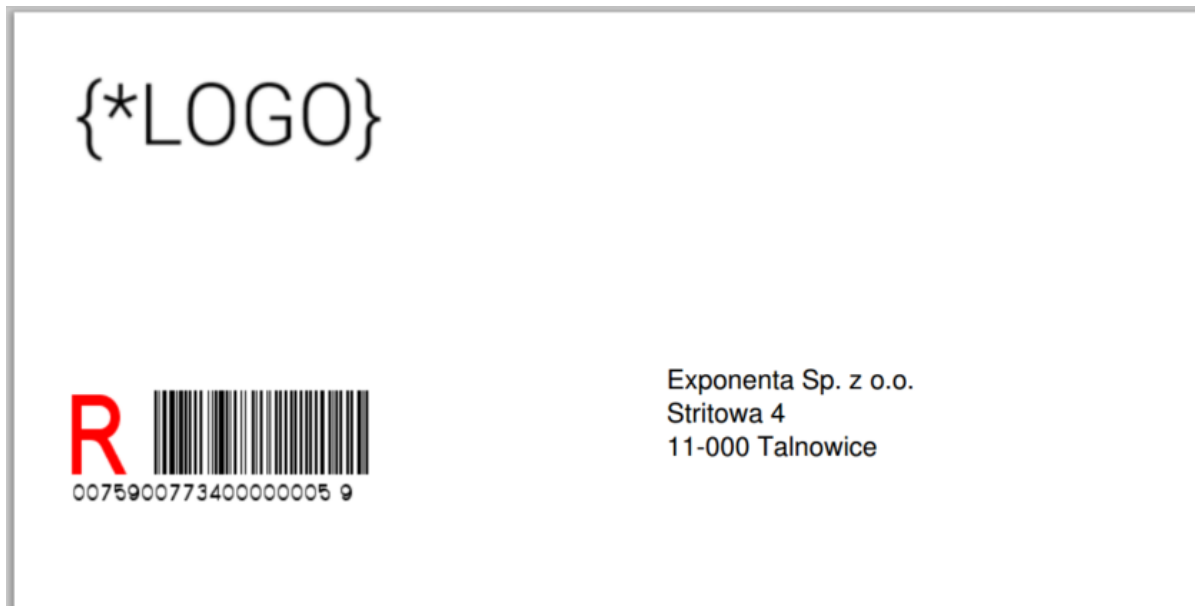 {*LOGO}
R
00759007734000000005 9
Exponenta Sp. z o.o.
Stritowa 4
11-000 Talnowice